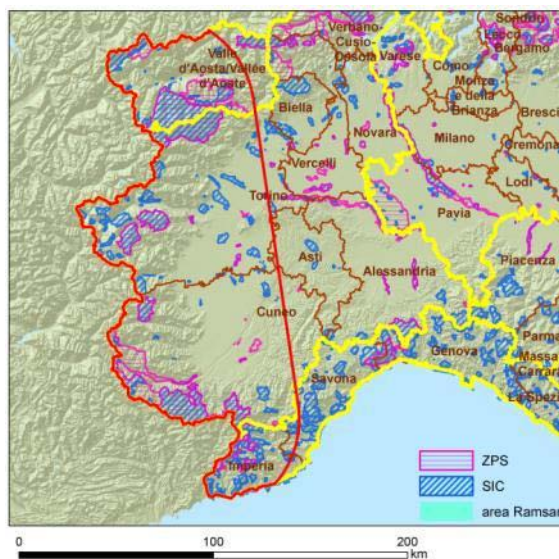 Verbano-
Cusio-
Ossola
Sondrio
Lecco
Bergamo
Valle
d'Aosta/Vallée
d'Aoste
Varese
Como
Monza
e della
Brianza
Biella
Bresci
Novara
Milano
Cremona
Vercelli
Lodi
Torino
Pavia
Asti
Alessandria
Piacenza
Cuneo
Parma
Genova
Massa
Carrara
Savona
La Spezi
Imperia
ZPS
SIC
area Ramsar
0 100 200
km